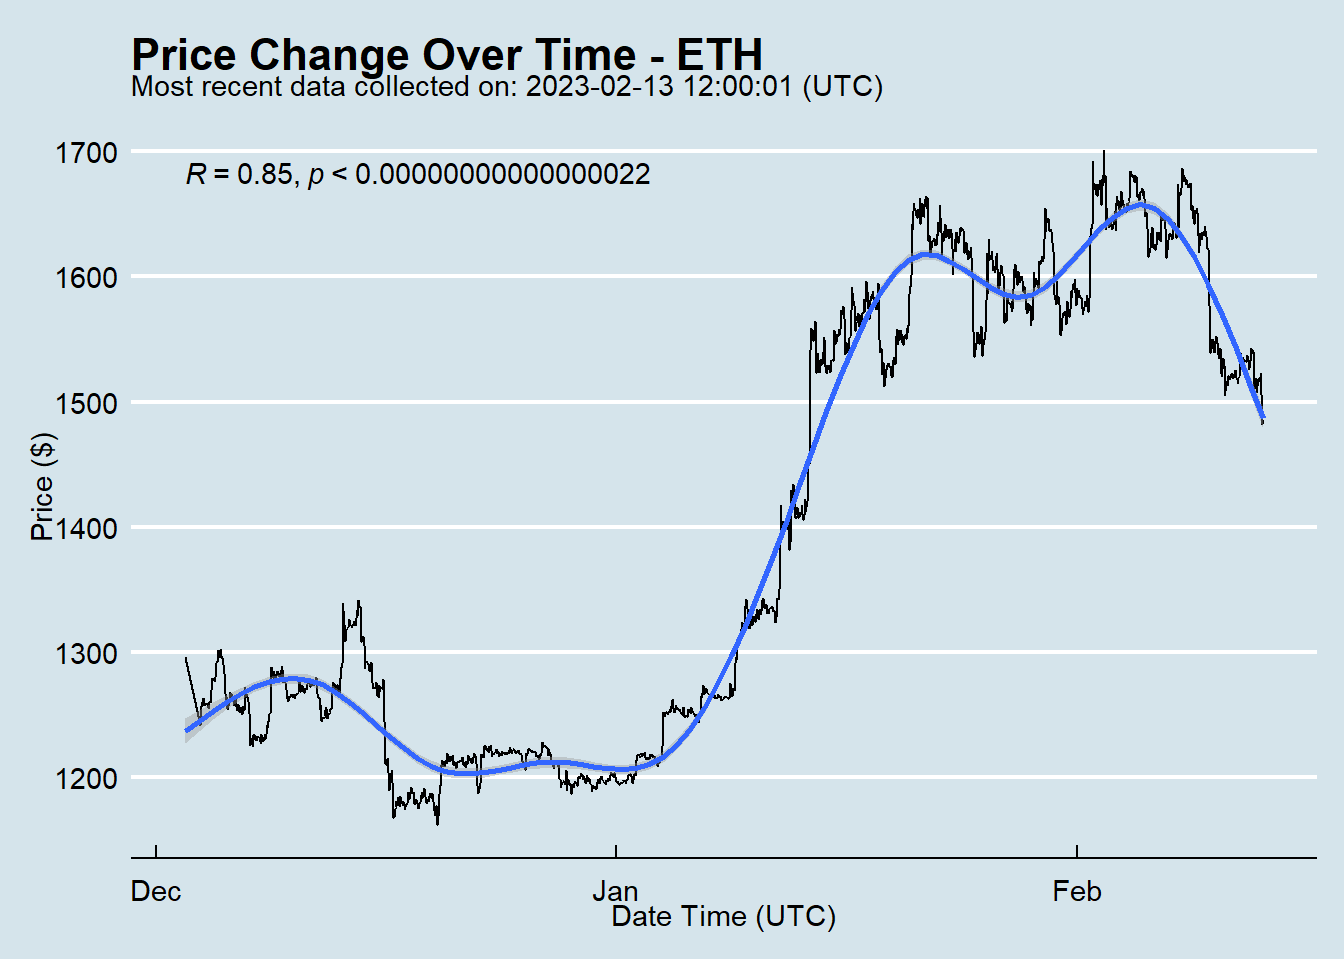 Price Change Over Time - ETH
Most recent data collected on: 2023-02-13 12:00:01 (UTC)
R = 0.85, p < 0.00000000000000022
1700
1600
1500
1400
1300
1200
Price ($)
Dec
Jan
Feb
Date Time (UTC)